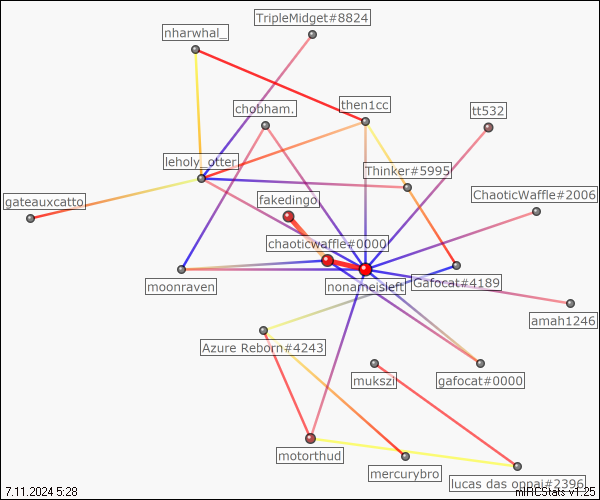 TripleMidget#8824
nharwhal_
then1cc
chobham.
tt532
leholy_otter
Thinker#5995
gateauxcatto
fakedingo
ChaoticWaffle#2006
chaoticwaffle#0000
moonraven
nonameisleft
Gafocat#4189
amah1246
Azure Reborn#4243
mukszi
gafocat#0000
motorthud
mercurybro
lucas das oppai#2396
7.11.2024 5:28
mIRCStats v1.25